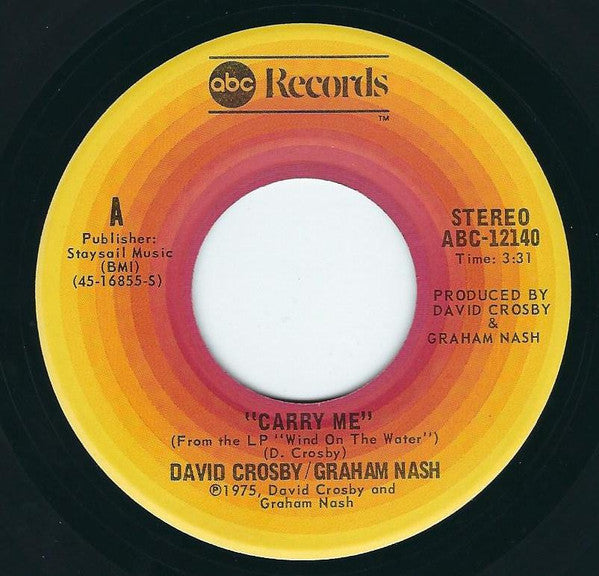 abc Records
TM
A
Publisher:
Staysail Music
(BMI)
(45-16855-S)
STEREO
ABC-12140
Time: 3:31
PRODUCED BY
DAVID CROSBY
&
GRAHAM NASH
"CARRY ME"
(From the LP "Wind On The Water")
(D. Crosby)
DAVID CROSBY/GRAHAM NASH
℗1975, David Crosby and
Graham Nash